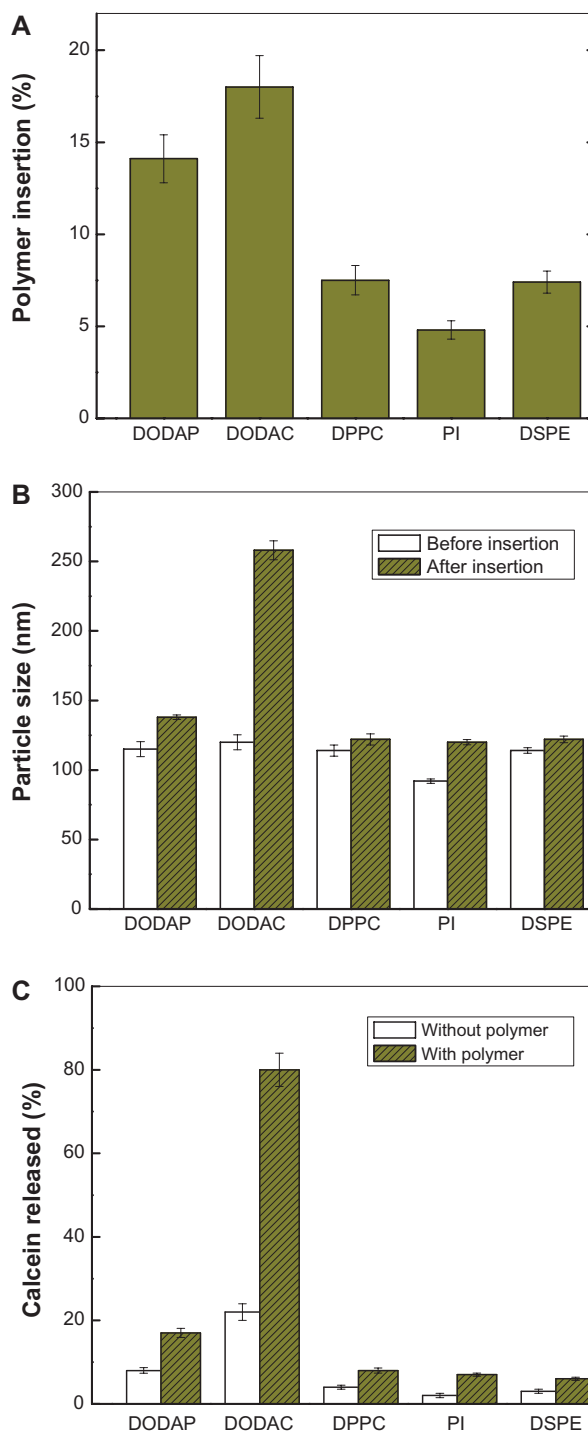 A
Polymer insertion (%)
20
15
10
5
0
DODAP DODAC DPPC PI DSPE
B
Particle size (nm)
300
250
200
150
100
50
0
Before insertion
After insertion
DODAP DODAC DPPC PI DSPE
C
Calcein released (%)
100
80
60
40
20
0
Without polymer
With polymer
DODAP DODAC DPPC PI DSPE